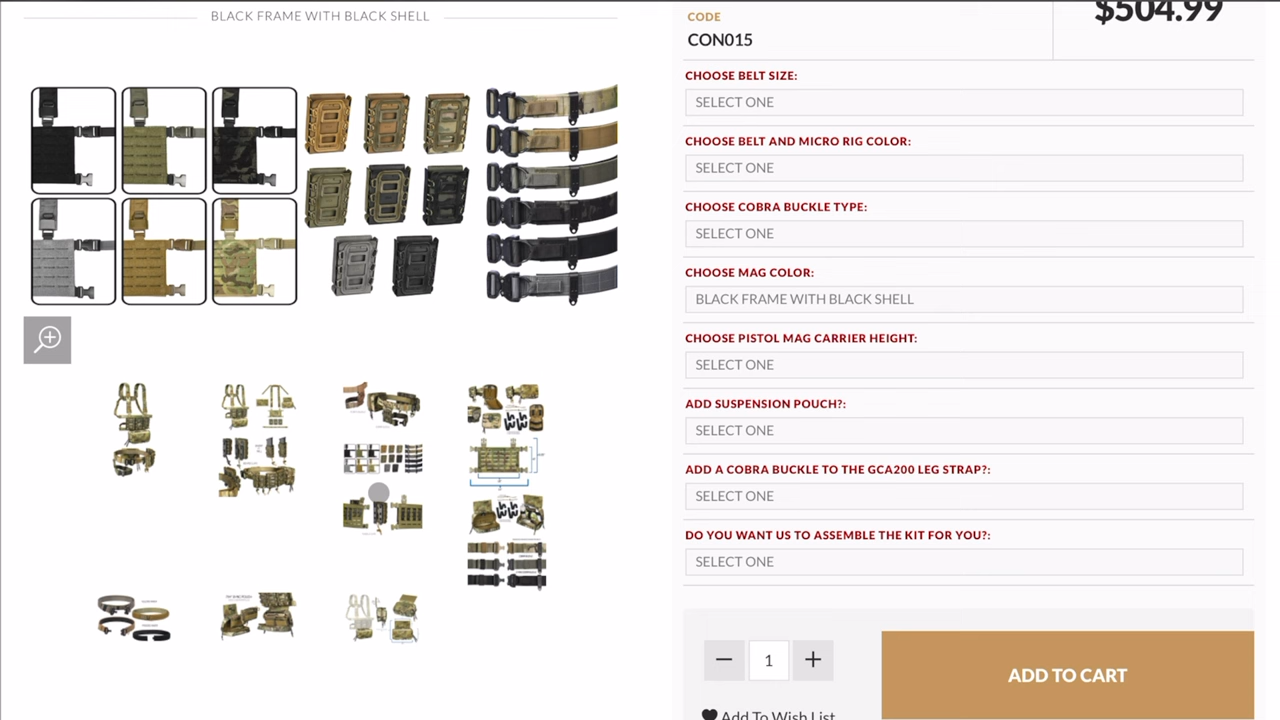 BLACK FRAME WITH BLACK SHELL
$504.99
CODE
CON015
CHOOSE BELT SIZE:
SELECT ONE
CHOOSE BELT AND MICRO RIG COLOR:
SELECT ONE
CHOOSE COBRA BUCKLE TYPE:
SELECT ONE
CHOOSE MAG COLOR:
BLACK FRAME WITH BLACK SHELL
CHOOSE PISTOL MAG CARRIER HEIGHT:
SELECT ONE
ADD SUSPENSION POUCH?:
SELECT ONE
ADD A COBRA BUCKLE TO THE GCA200 LEG STRAP?:
SELECT ONE
DO YOU WANT US TO ASSEMBLE THE KIT FOR YOU?:
SELECT ONE
1
ADD TO CART
Add To Wish List